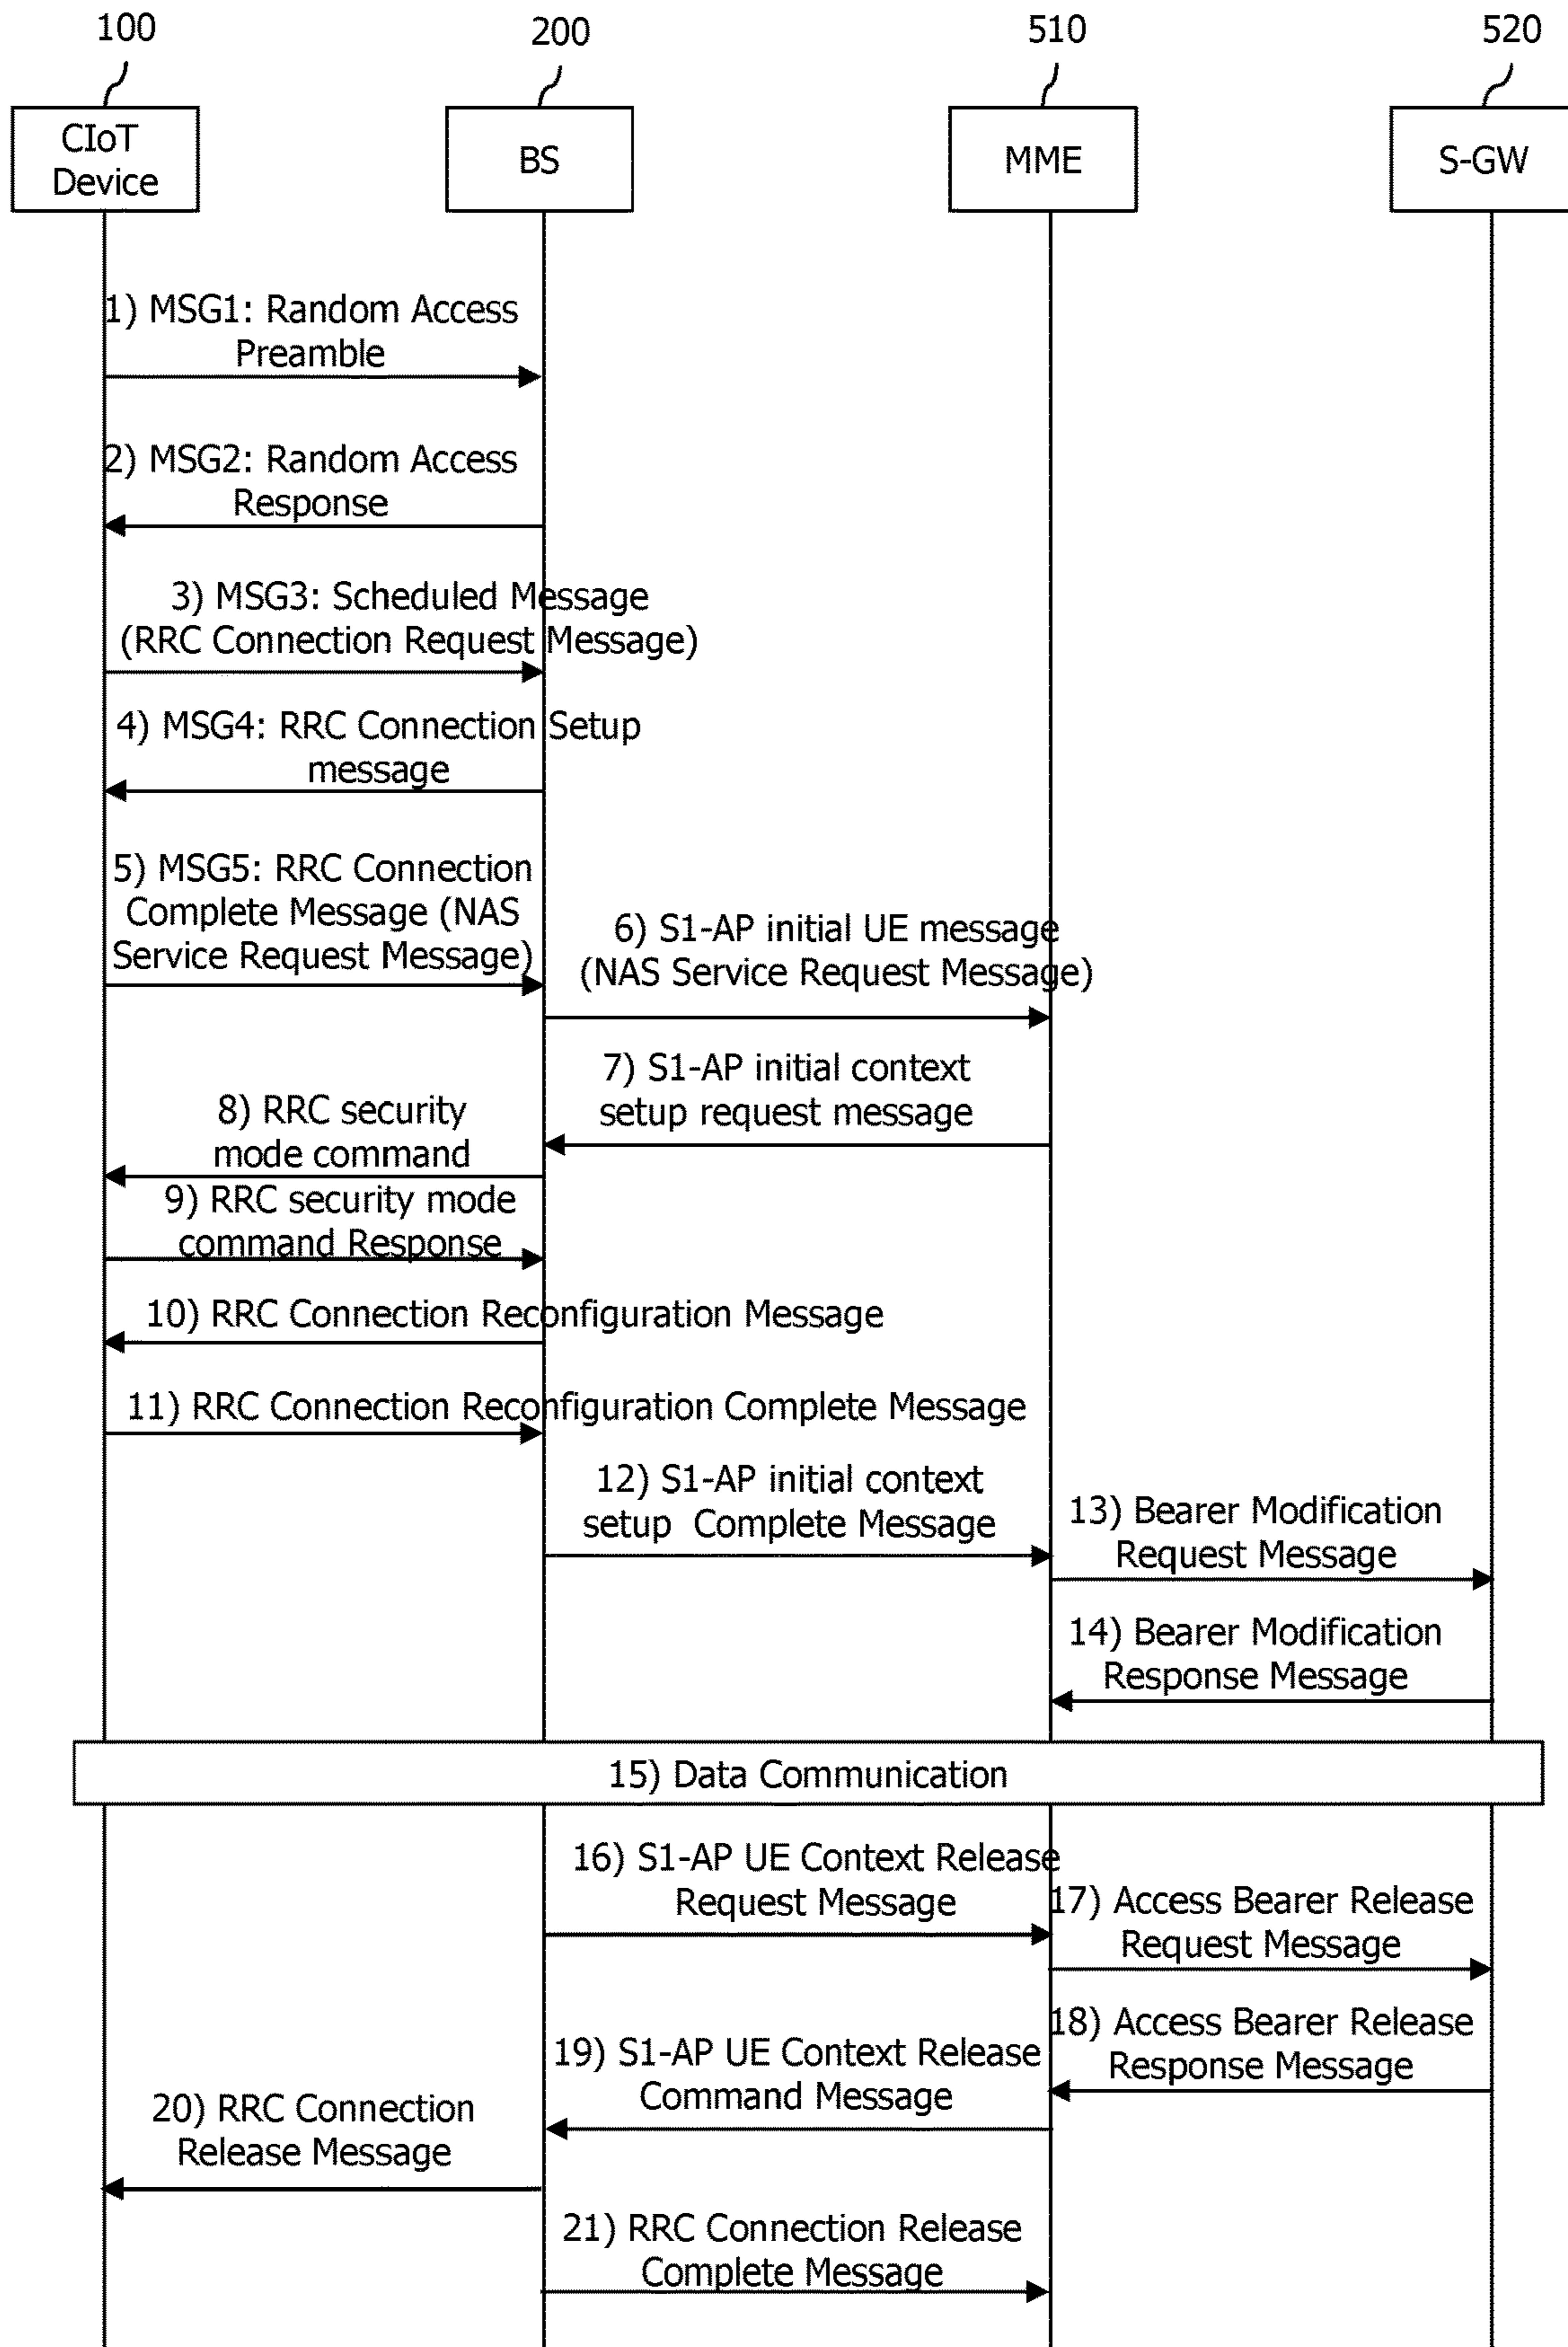 100
200
510
520
CIoT
Device
BS
MME
S-GW
1) MSG1: Random Access
Preamble
2) MSG2: Random Access
Response
3) MSG3: Scheduled Message
(RRC Connection Request Message)
4) MSG4: RRC Connection Setup
message
5) MSG5: RRC Connection
Complete Message (NAS
Service Request Message)
6) S1-AP initial UE message
(NAS Service Request Message)
7) S1-AP initial context
setup request message
8) RRC security
mode command
9) RRC security mode
command Response
10) RRC Connection Reconfiguration Message
11) RRC Connection Reconfiguration Complete Message
12) S1-AP initial context
setup Complete Message
13) Bearer Modification
Request Message
14) Bearer Modification
Response Message
15) Data Communication
16) S1-AP UE Context Release
Request Message
17) Access Bearer Release
Request Message
18) Access Bearer Release
Response Message
19) S1-AP UE Context Release
Command Message
20) RRC Connection
Release Message
21) RRC Connection Release
Complete Message